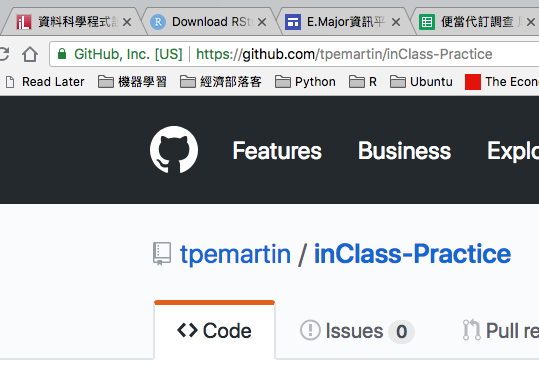 資料科學程式設 Download RSt E.Major資訊平 便當代訂調查
GitHub, Inc. [US] https://github.com/tpemartin/inClass-Practice
Read Later 機器學習 經濟部落客 Python R Ubuntu The Econ
Features Business Explo
tpemartin / inClass-Practice
Code Issues 0 Pull re